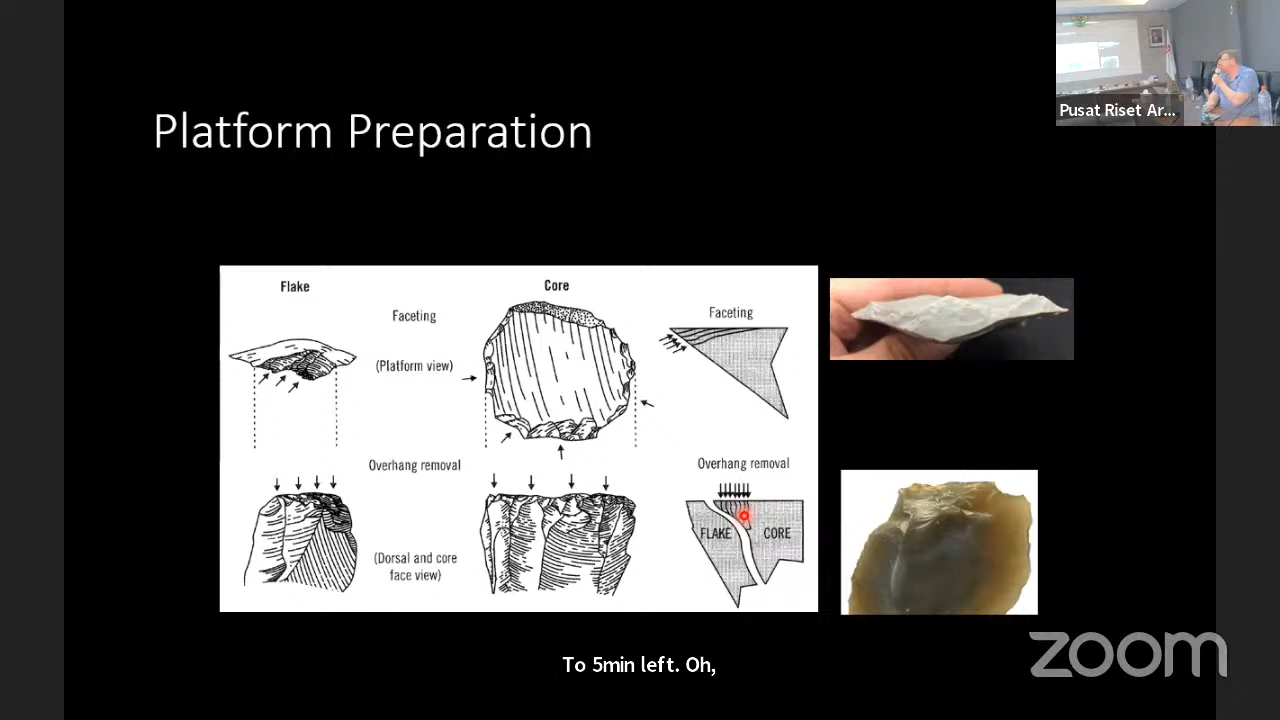 Pusat Riset Ar...
Platform Preparation
Flake
Core
Faceting
Faceting
(Platform view)
Overhang removal
Overhang removal
FLAKE
CORE
(Dorsal and core
face view)
zoom
To 5min left. Oh,